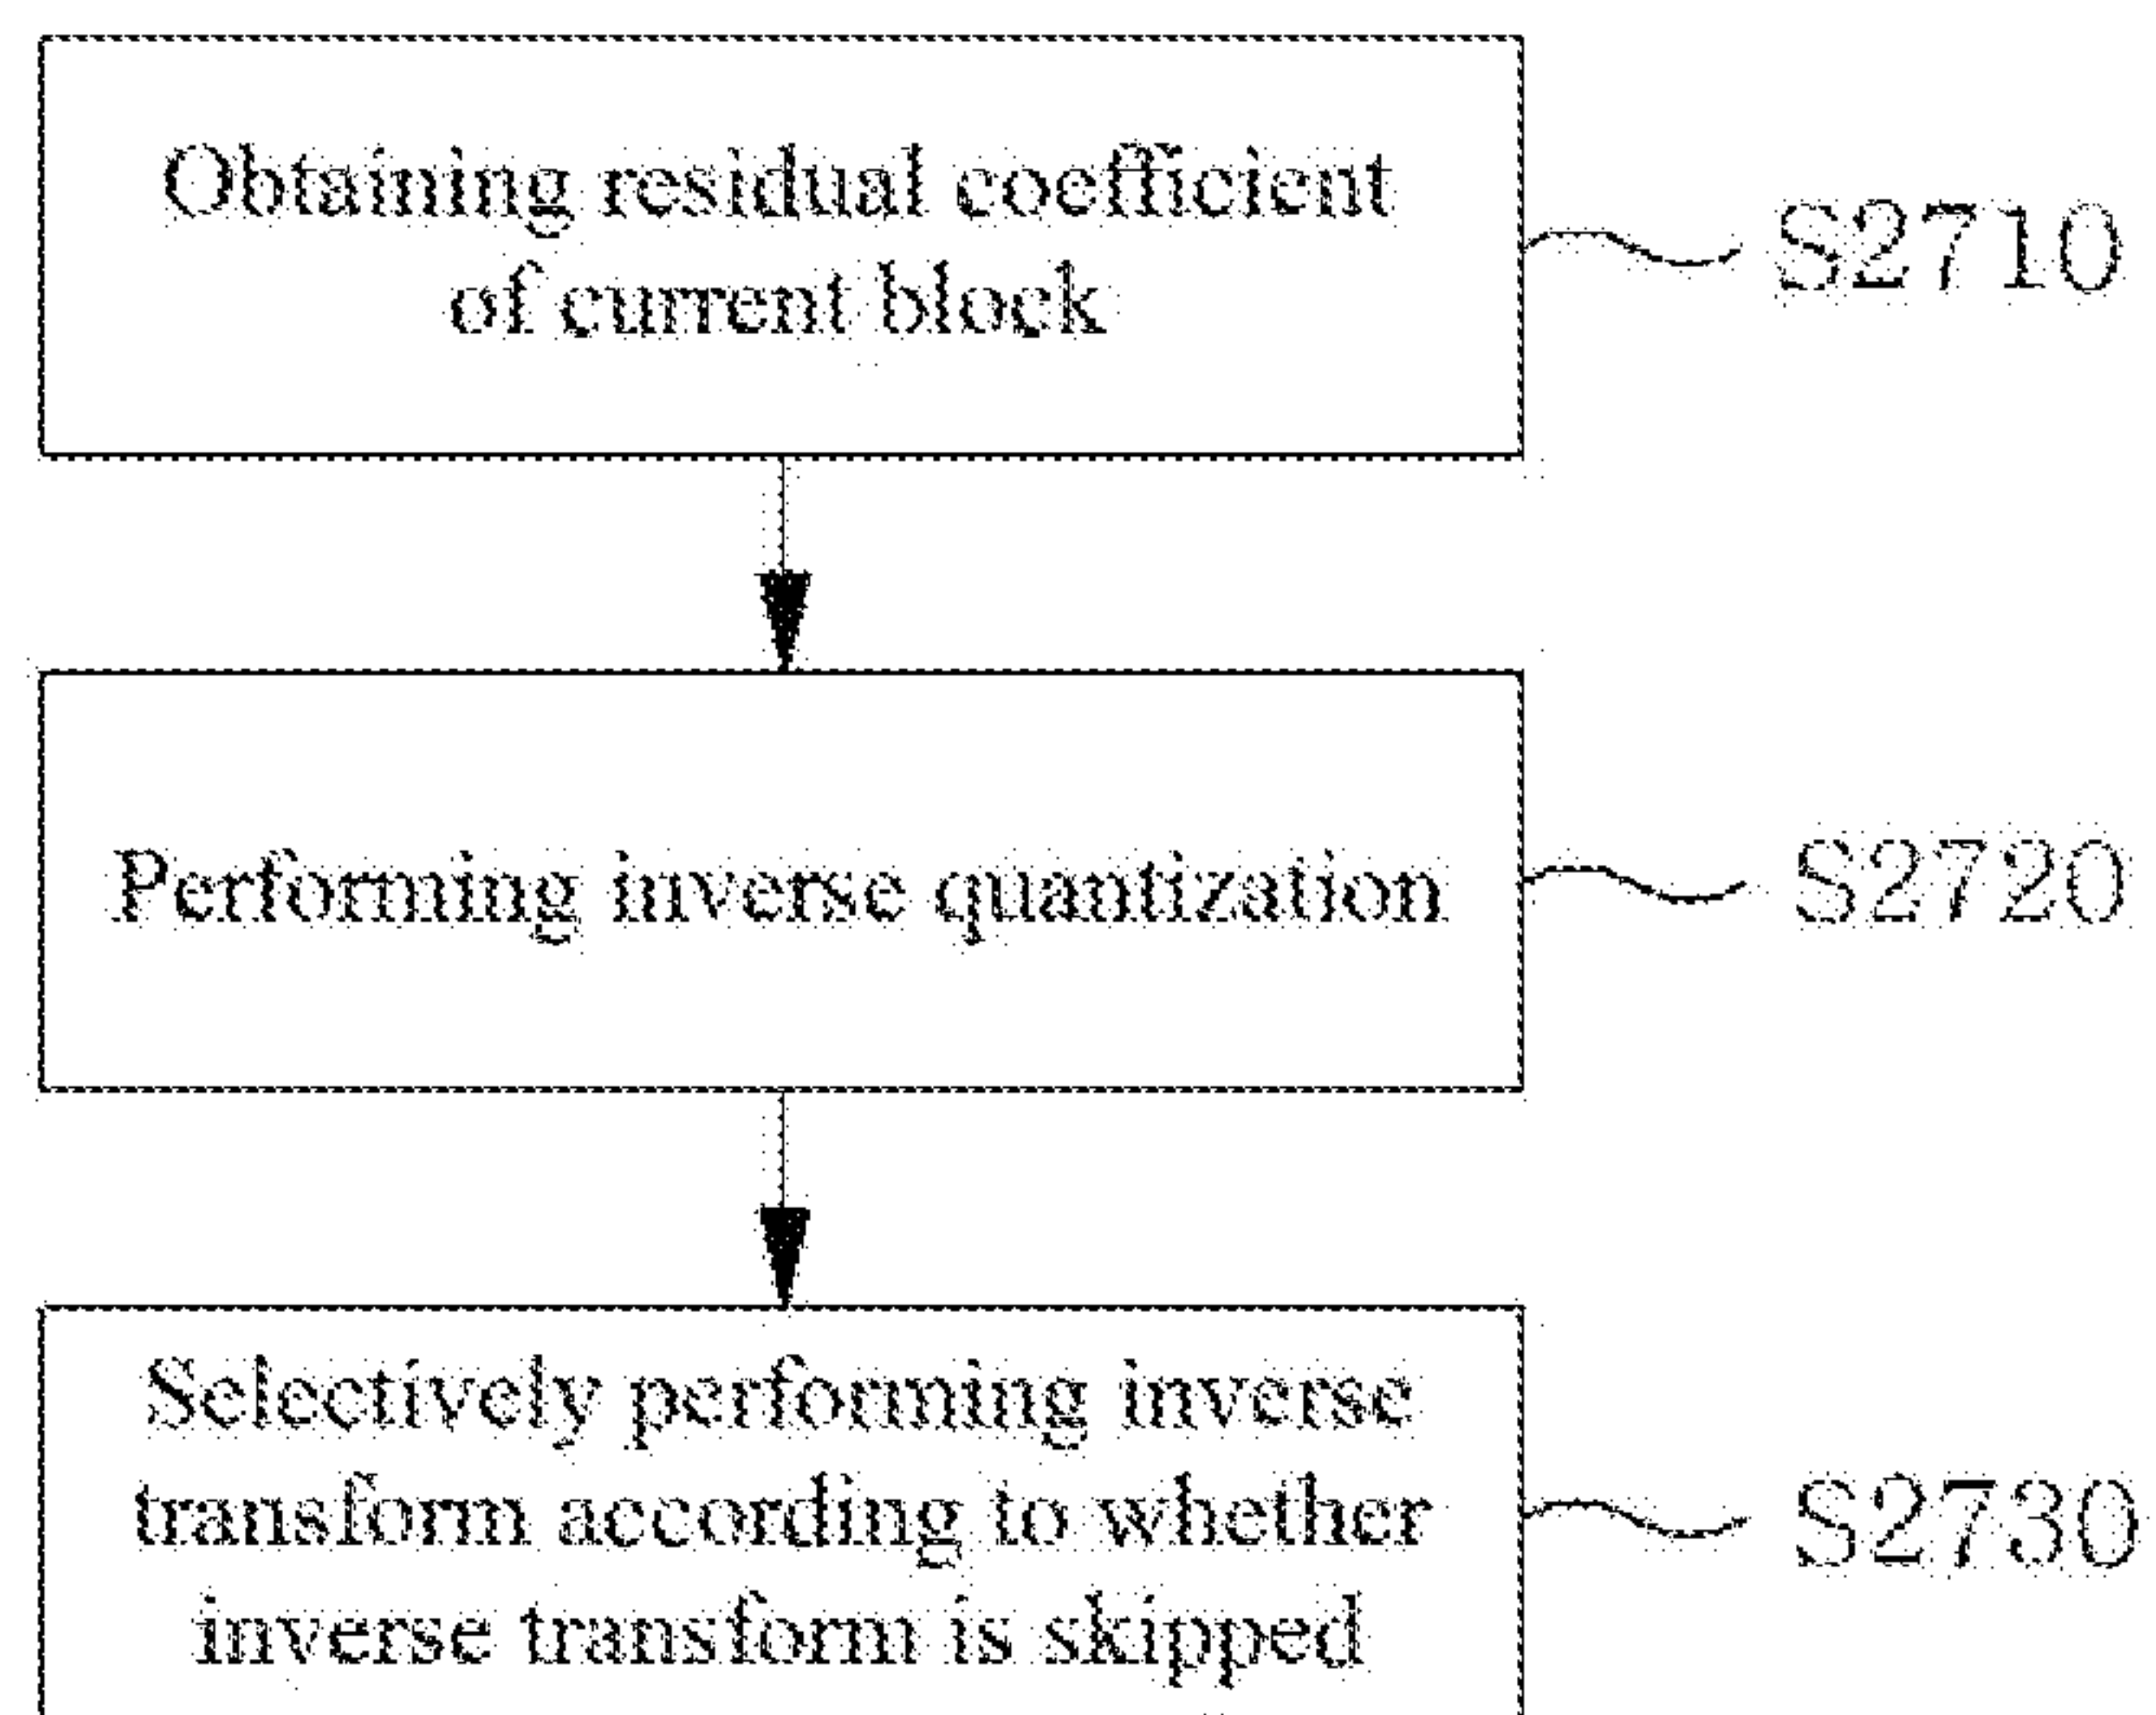 Obtaining residual coefficient
of current block
S2710
Performing inverse quantization
S2720
Selectively performing inverse
transform according to whether
inverse transform is skipped
S2730